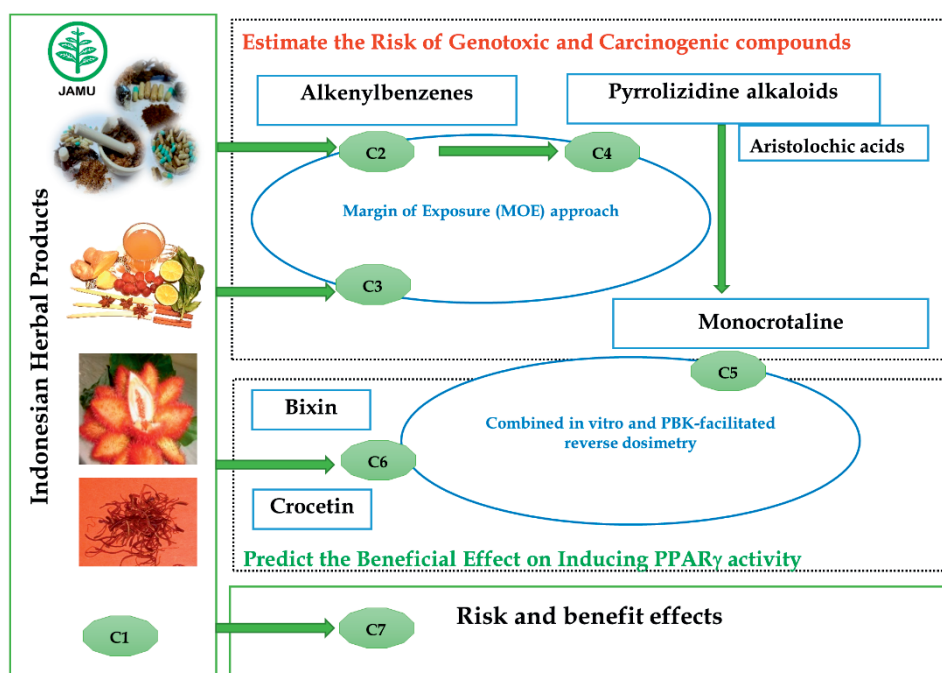 JAMU
Indonesian Herbal Products
C1
Estimate the Risk of Genotoxic and Carcinogenic compounds
Alkenylbenzenes
Pyrrolizidine alkaloids
Aristolochic acids
C2
C4
Margin of Exposure (MOE) approach
C3
Monocrotaline
C5
Bixin
Combined in vitro and PBK-facilitated
reverse dosimetry
C6
Crocetin
Predict the Beneficial Effect on Inducing PPARγ activity
Risk and benefit effects
C7